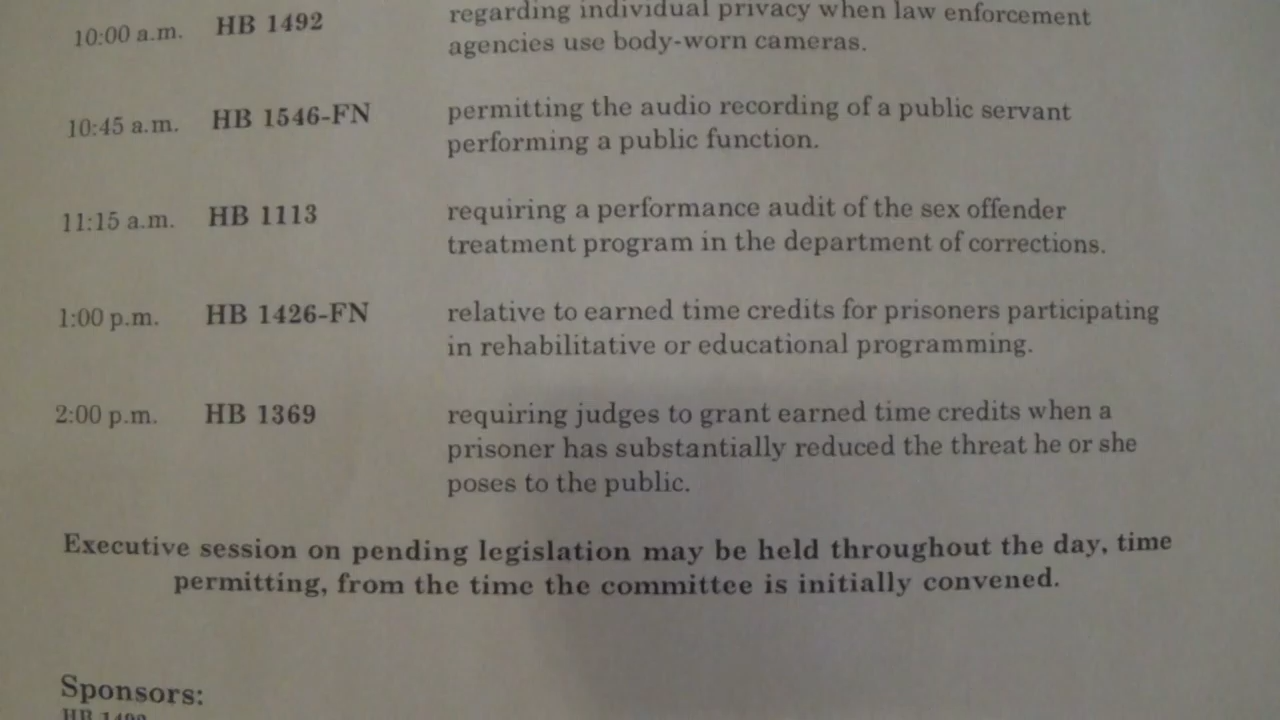 10:00 a.m. HB 1492 regarding individual privacy when law enforcement
agencies use body-worn cameras.
10:45 a.m. HB 1546-FN permitting the audio recording of a public servant
performing a public function.
11:15 a.m. HB 1113 requiring a performance audit of the sex offender
treatment program in the department of corrections.
1:00 p.m. HB 1426-FN relative to earned time credits for prisoners participating
in rehabilitative or educational programming.
2:00 p.m. HB 1369 requiring judges to grant earned time credits when a
prisoner has substantially reduced the threat he or she
poses to the public.
Executive session on pending legislation may be held throughout the day, time
permitting, from the time the committee is initially convened.
Sponsors:
HB 1492